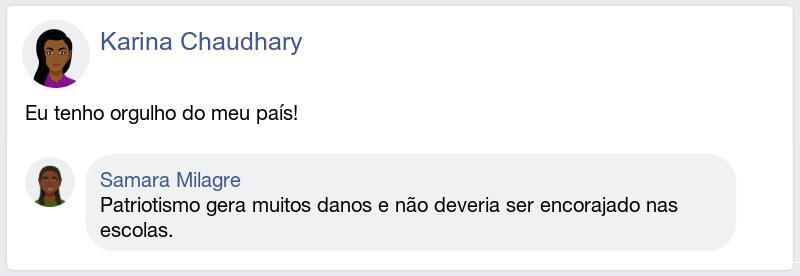 Karina Chaudhary
Eu tenho orgulho do meu país!
Samara Milagre
Patriotismo gera muitos danos e não deveria ser encorajado nas
escolas.